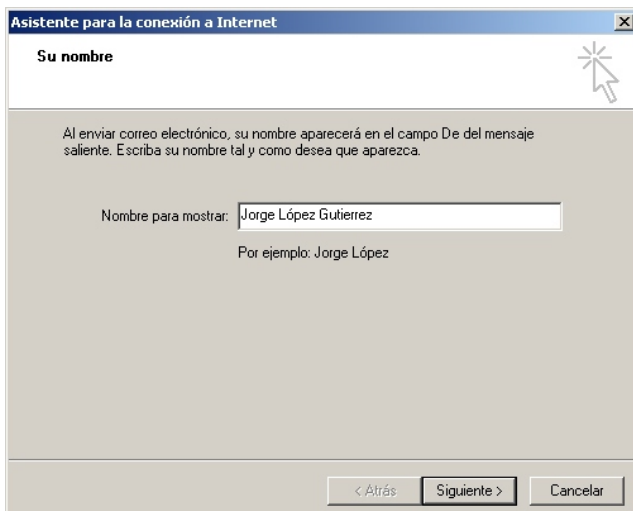 Asistente para la conexión a Internet
Su nombre
Al enviar correo electrónico, su nombre aparecerá en el campo De del mensaje
saliente. Escriba su nombre tal y como desea que aparezca.
Nombre para mostrar: Jorge López Gutierrez
Por ejemplo: Jorge López
< Atrás Siguiente > Cancelar